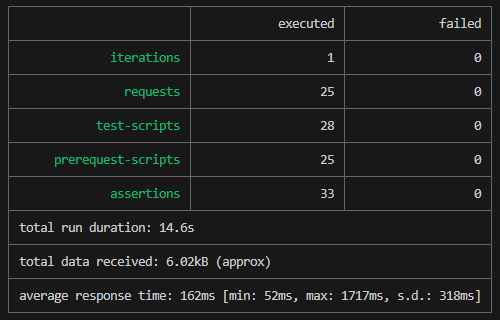 executed failed
iterations 1 0
requests 25 0
test-scripts 28 0
prerequest-scripts 25 0
assertions 33 0
total run duration: 14.6s
total data received: 6.02kB (approx)
average response time: 162ms [min: 52ms, max: 1717ms, s.d.: 318ms]